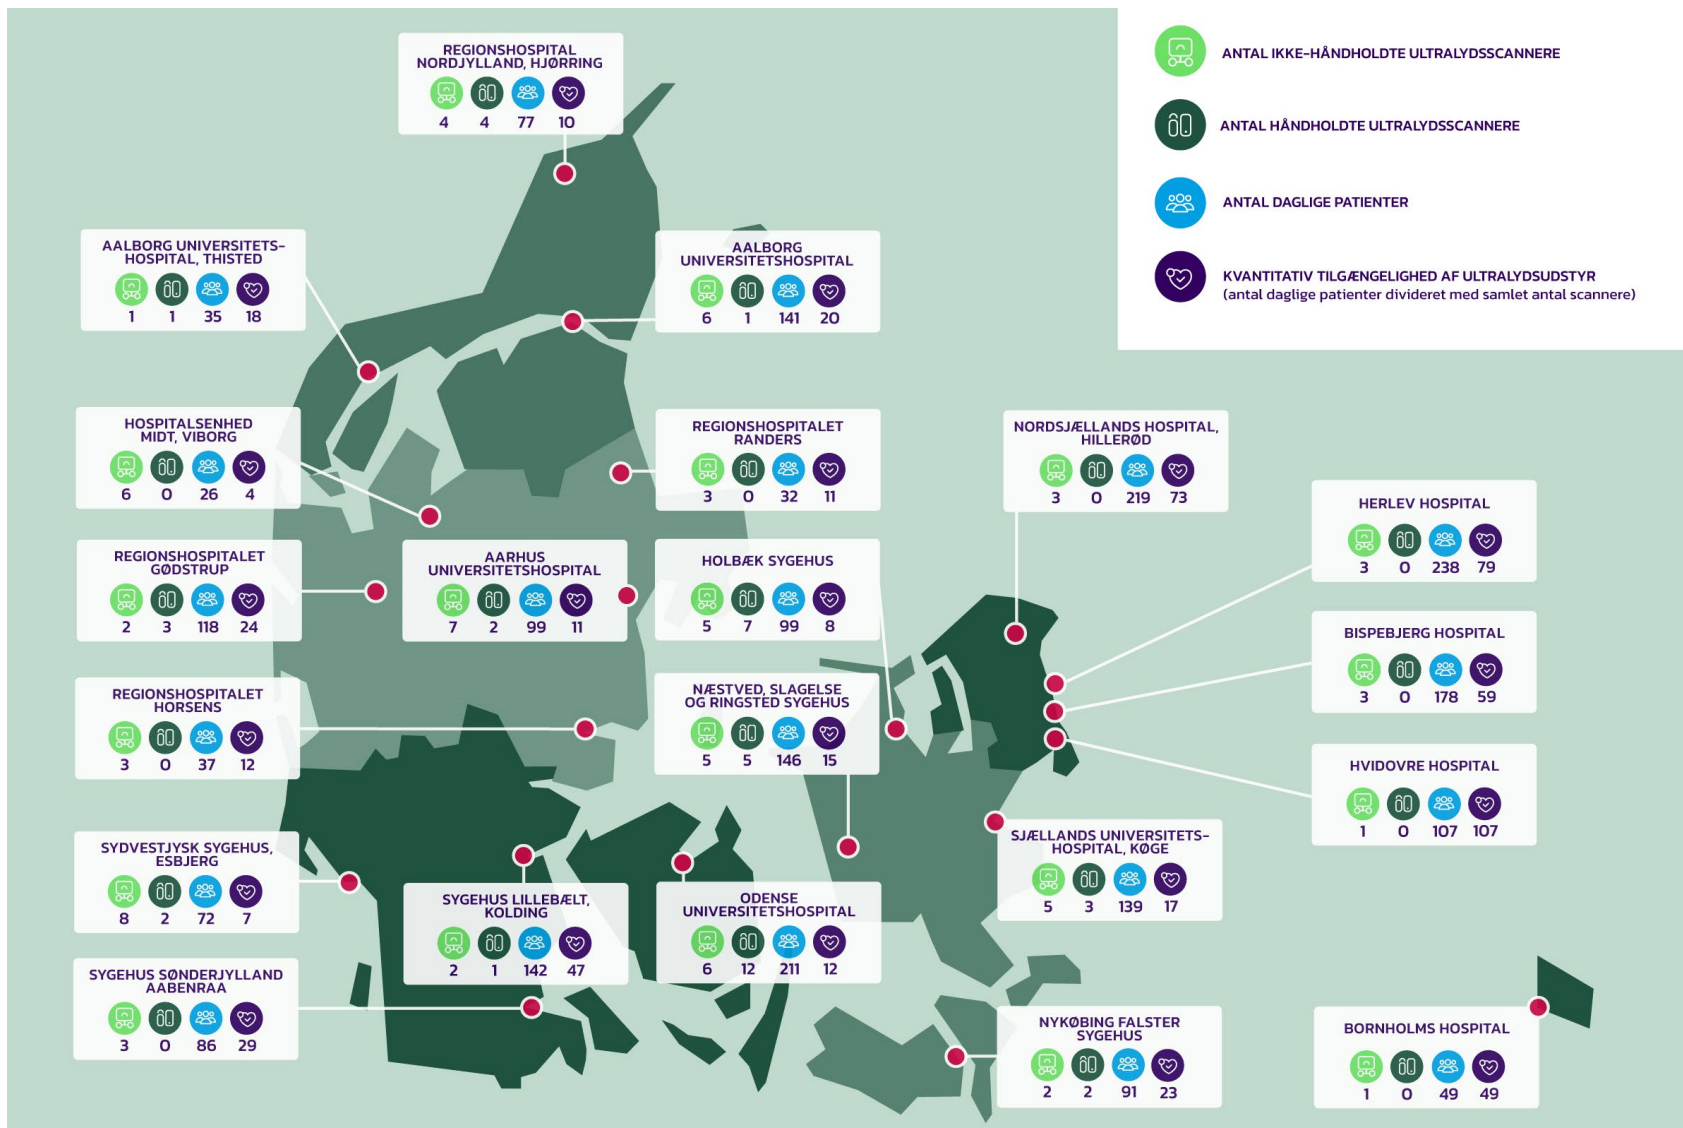 REGIONSHOSPITAL
NORDJYLLAND, HJØRRING
4 4 77 10
ANTAL IKKE-HÅNDHOLDTE ULTRALYDSSCANNERE
ANTAL HÅNDHOLDTE ULTRALYDSSCANNERE
ANTAL DAGLIGE PATIENTER
KVANTITATIV TILGÆNGELIGHED AF ULTRALYDSUDSTYR
(antal daglige patienter divideret med samlet antal scannere)
AALBORG UNIVERSITETS-
HOSPITAL, THISTED
1 1 35 18
AALBORG
UNIVERSITETSHOSPITAL
6 1 141 20
HOSPITALSENHED
MIDT, VIBORG
6 0 26 4
REGIONSHOSPITALET
RANDERS
3 0 32 11
NORDSJÆLLANDS HOSPITAL,
HILLERØD
3 0 219 73
HERLEV HOSPITAL
3 0 238 79
REGIONSHOSPITALET
GØDSTRUP
2 3 118 24
AARHUS
UNIVERSITETSHOSPITAL
7 2 99 11
HOLBÆK SYGEHUS
5 7 99 8
BISPEBJERG HOSPITAL
3 0 178 59
REGIONSHOSPITALET
HORSENS
3 0 37 12
NÆSTVED, SLAGELSE
OG RINGSTED SYGEHUS
5 5 146 15
HVIDOVRE HOSPITAL
1 0 107 107
SYDVESTJYSK SYGEHUS,
ESBJERG
8 2 72 7
SYGEHUS LILLEBÆLT,
KOLDING
2 1 142 47
ODENSE
UNIVERSITETSHOSPITAL
6 12 211 12
SJÆLLANDS UNIVERSITETS-
HOSPITAL, KØGE
5 3 139 17
SYGEHUS SØNDERJYLLAND
AABENRAA
3 0 86 29
NYKØBING FALSTER
SYGEHUS
2 2 91 23
BORNHOLMS HOSPITAL
1 0 49 49